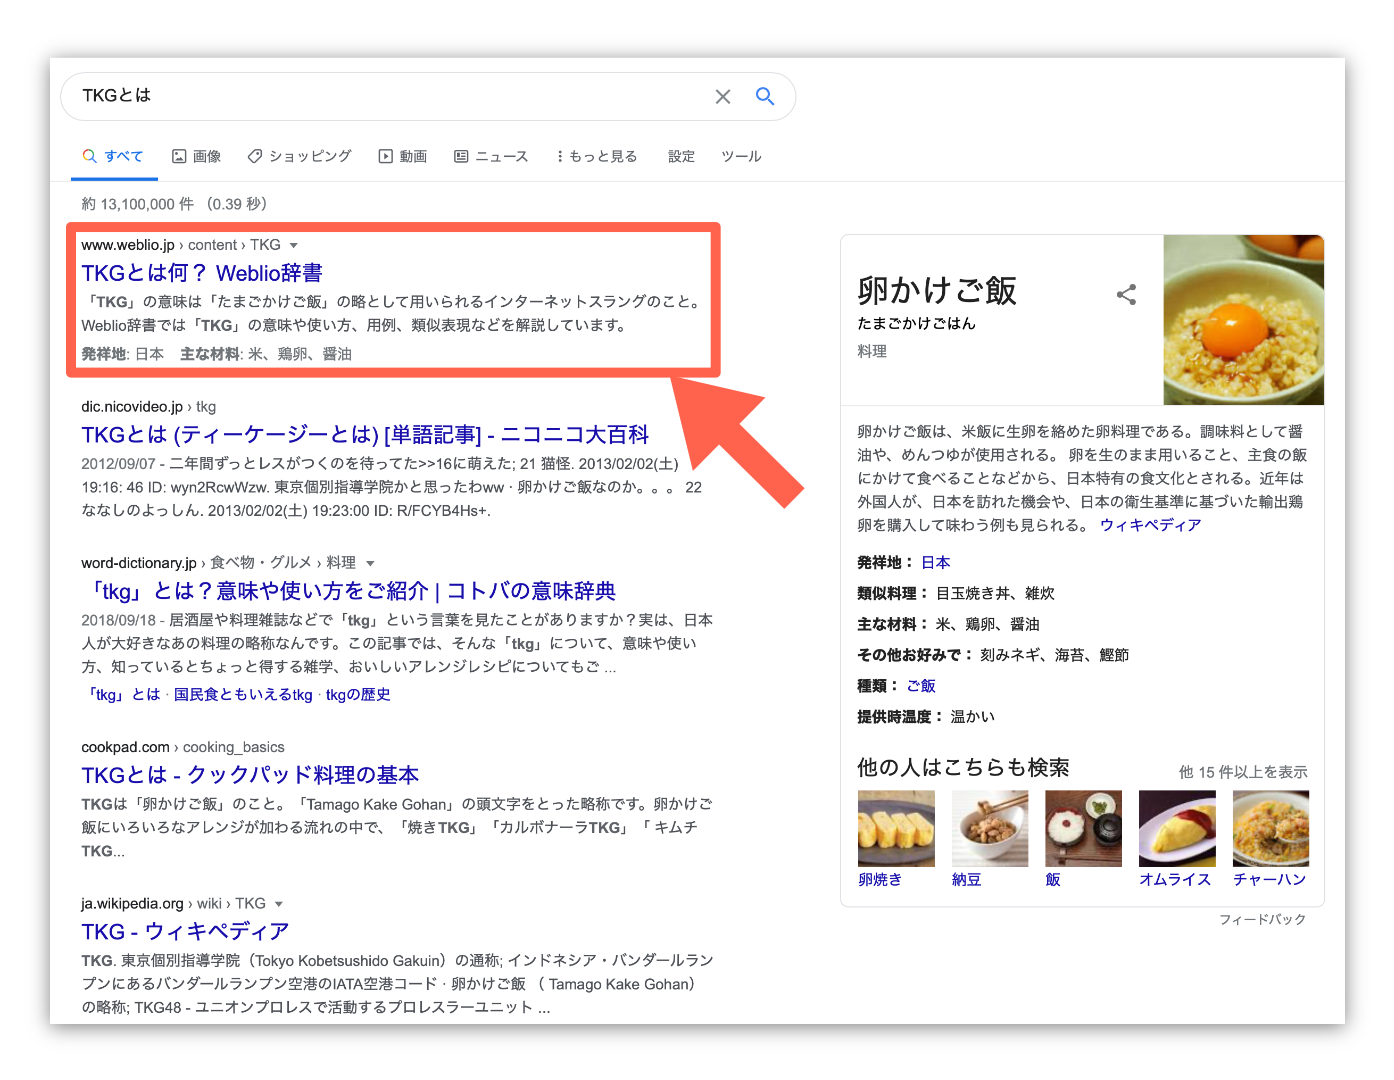 TKGとは
すべて 画像 ショッピング 動画 ニュース もっと見る 設定 ツール
約 13,100,000 件 （0.39 秒）
www.weblio.jp › content › TKG
TKGとは何？ Weblio辞書
「TKG」の意味は「たまごかけご飯」の略として用いられるインターネットスラングのこと。
Weblio辞書では「TKG」の意味や使い方、用例、類似表現などを解説しています。
発祥地: 日本 主な材料: 米、鶏卵、醤油
dic.nicovideo.jp › tkg
TKGとは (ティーケージーとは) [単語記事] - ニコニコ大百科
2012/09/07 - 二年間ずっとレスがつくのを待ってた>>16に萌えた; 21 猫怪. 2013/02/02(土)
19:16: 46 ID: wyn2RcwWzw. 東京個別指導学院かと思ったわww · 卵かけご飯なのか。。。 22
ななしのよっしん. 2013/02/02(土) 19:23:00 ID: R/FCYB4Hs+.
word-dictionary.jp › 食べ物・グルメ › 料理
「tkg」とは？意味や使い方をご紹介 | コトバの意味辞典
2018/09/18 - 居酒屋や料理雑誌などで「tkg」という言葉を見たことがありますか？実は、日本
人が大好きなあの料理の略称なんです。この記事では、そんな「tkg」について、意味や使い
方、知っているとちょっと得する雑学、おいしいアレンジレシピについてもご ...
「tkg」とは · 国民食ともいえるtkg · tkgの歴史
cookpad.com › cooking_basics
TKGとは - クックパッド料理の基本
TKGは「卵かけご飯」のこと。「Tamago Kake Gohan」の頭文字をとった略称です。卵かけご
飯にいろいろなアレンジが加わる流れの中で、「焼きTKG」「カルボナーラTKG」「 キムチ
TKG...
ja.wikipedia.org › wiki › TKG
TKG - ウィキペディア
TKG. 東京個別指導学院（Tokyo Kobetsushido Gakuin）の通称; インドネシア・バンダールラン
プンにあるバンダールランプン空港のIATA空港コード · 卵かけご飯 （ Tamago Kake Gohan）
の略称; TKG48 - ユニオンプロレスで活動するプロレスラーユニット ...
卵かけご飯
たまごかけごはん
料理
卵かけご飯は、米飯に生卵を絡めた卵料理である。調味料として醤
油や、めんつゆが使用される。 卵を生のまま用いること、主食の飯
にかけて食べることなどから、日本特有の食文化とされる。近年は
外国人が、日本を訪れた機会や、日本の衛生基準に基づいた輸出鶏
卵を購入して味わう例も見られる。 ウィキペディア
発祥地： 日本
類似料理： 目玉焼き丼、雑炊
主な材料： 米、鶏卵、醤油
その他お好みで： 刻みネギ、海苔、鰹節
種類： ご飯
提供時温度： 温かい
他の人はこちらも検索
他 15 件以上を表示
卵焼き 納豆 飯 オムライス チャーハン
フィードバック